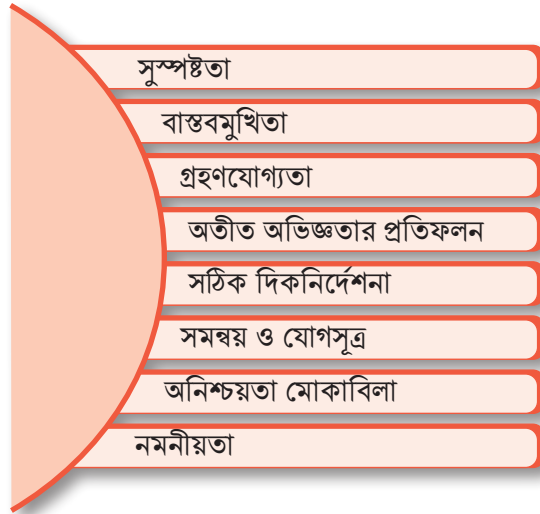 সুস্পষ্টতা
বাস্তবমুখিতা
গ্রহণযোগ্যতা
অতীত অভিজ্ঞতার প্রতিফলন
সঠিক দিকনির্দেশনা
সমন্বয় ও যোগসূত্র
অনিশ্চয়তা মোকাবিলা
নমনীয়তা